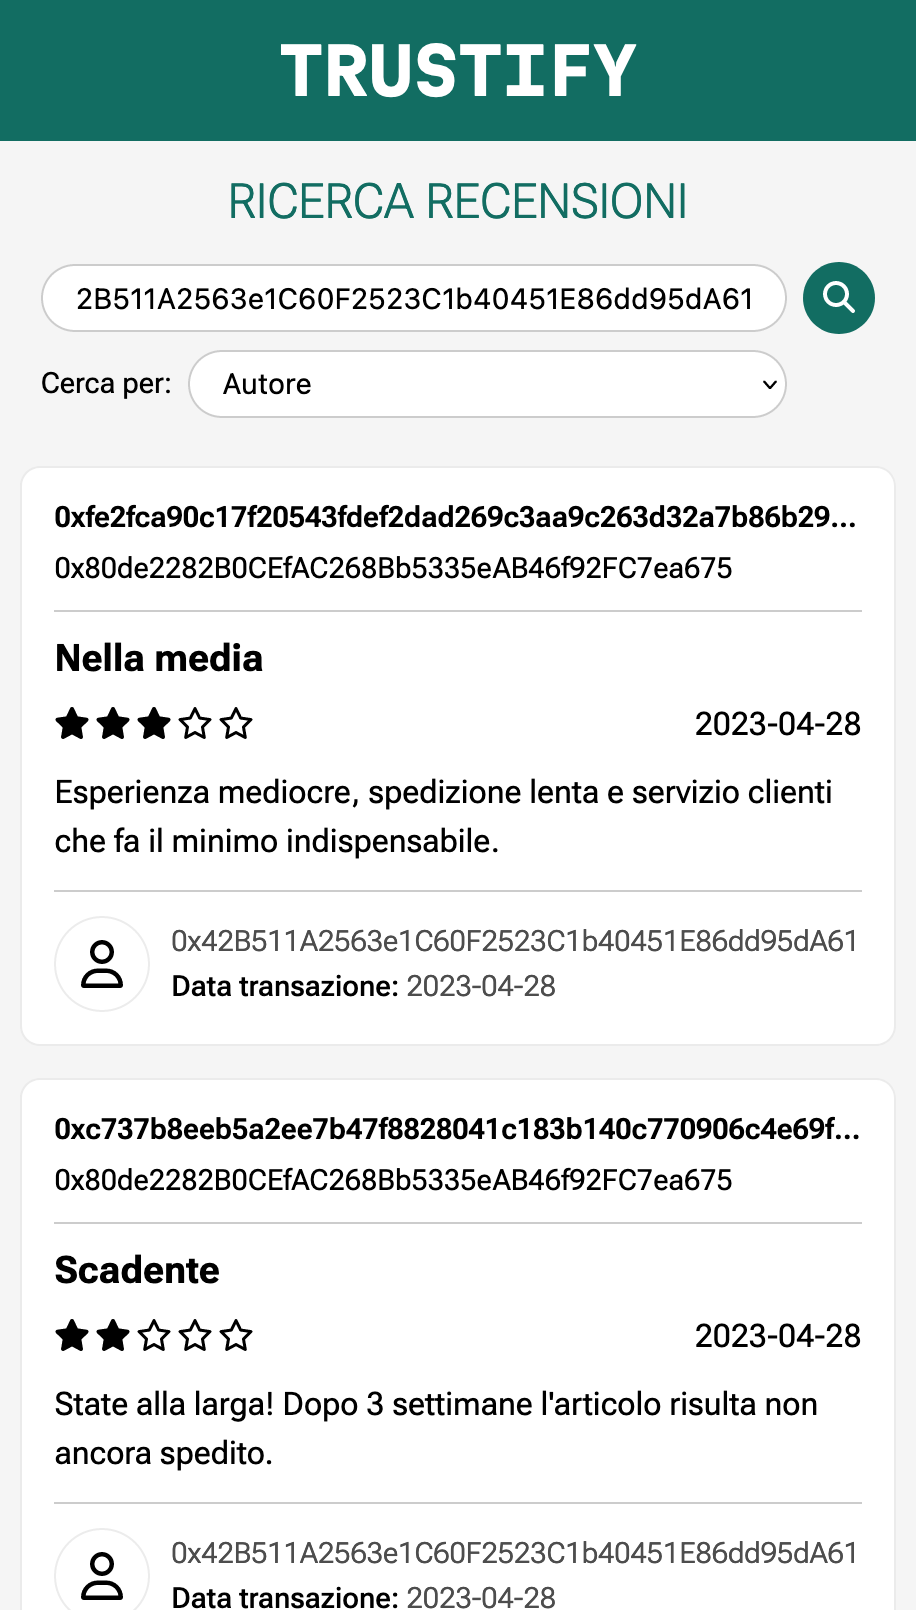 TRUSTIFY
RICERCA RECENSIONI
2B511A2563e1C60F2523C1b40451E86dd95dA61
Cerca per:
Autore
0xfe2fca90c17f20543fdef2dad269c3aa9c263d32a7b86b29...
0x80de2282B0CEfAC268Bb5335eAB46f92FC7ea675
Nella media
2023-04-28
Esperienza mediocre, spedizione lenta e servizio clienti
che fa il minimo indispensabile.
0x42B511A2563e1C60F2523C1b40451E86dd95dA61
Data transazione: 2023-04-28
0xc737b8eeb5a2ee7b47f8828041c183b140c770906c4e69f...
0x80de2282B0CEfAC268Bb5335eAB46f92FC7ea675
Scadente
2023-04-28
State alla larga! Dopo 3 settimane l'articolo risulta non
ancora spedito.
0x42B511A2563e1C60F2523C1b40451E86dd95dA61
Data transazione: 2023-04-28